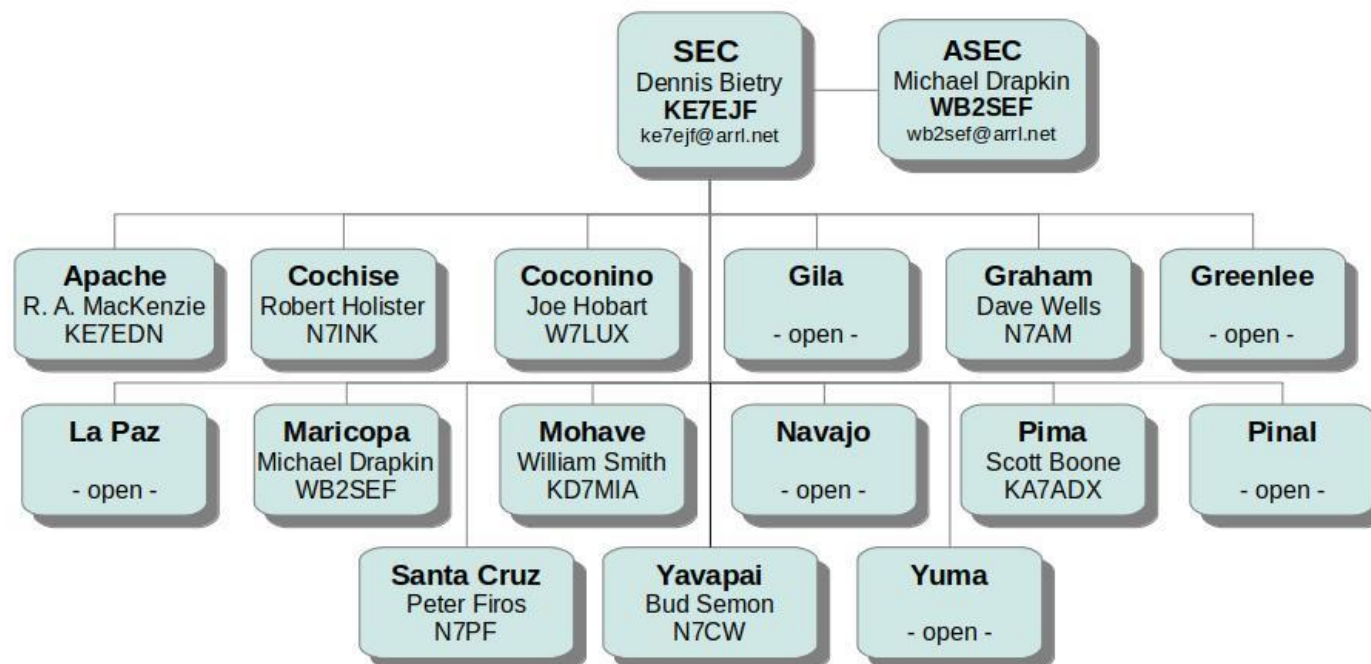 SEC
Dennis Bietry
KE7EJF
ke7ejf@arrl.net
ASEC
Michael Drapkin
WB2SEF
wb2sef@arrl.net
Apache
R. A. MacKenzie
KE7EDN
Cochise
Robert Holister
N7INK
Coconino
Joe Hobart
W7LUX
Gila
- open -
Graham
Dave Wells
N7AM
Greenlee
- open -
La Paz
- open -
Maricopa
Michael Drapkin
WB2SEF
Mohave
William Smith
KD7MIA
Navajo
- open -
Pima
Scott Boone
KA7ADX
Pinal
- open -
Santa Cruz
Peter Firos
N7PF
Yavapai
Bud Semon
N7CW
Yuma
- open -